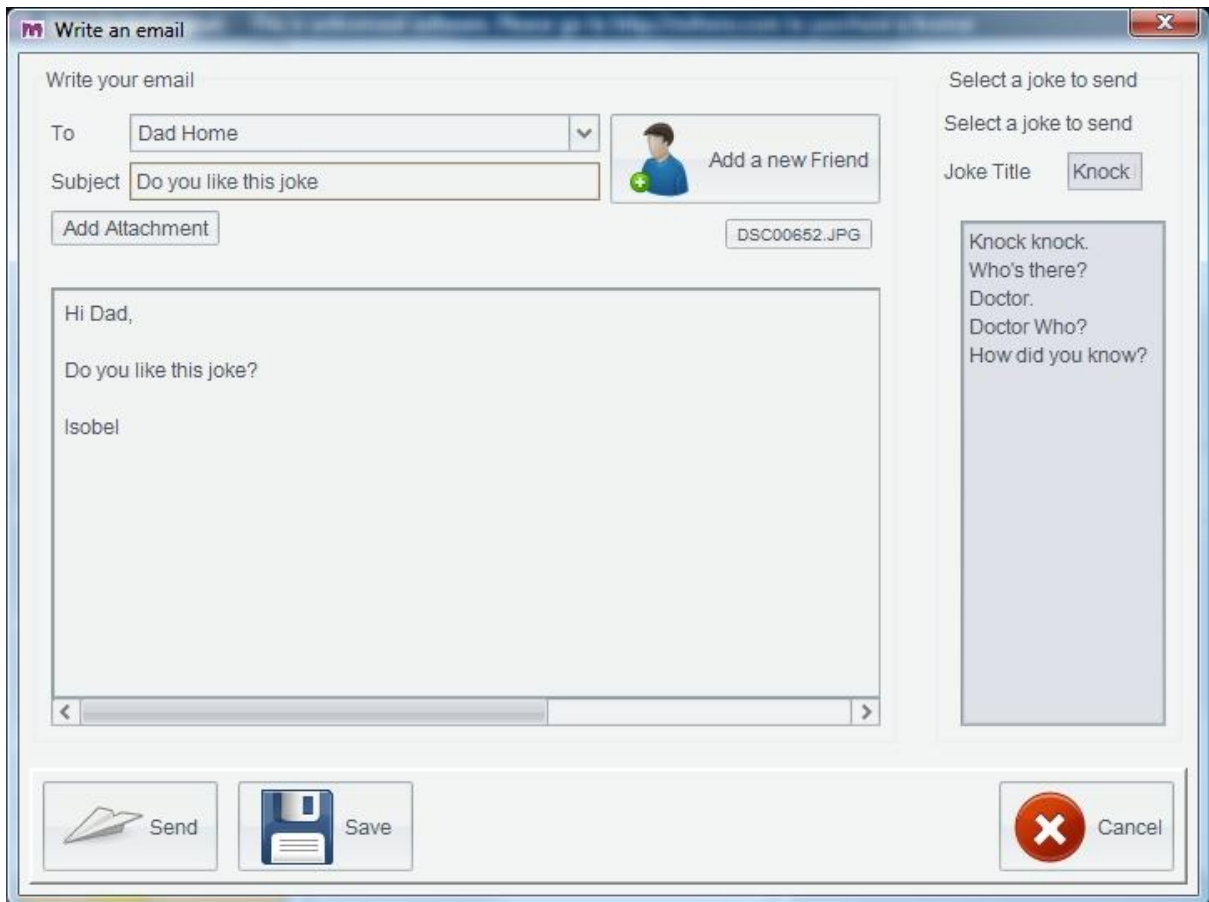 Write an email
Write your email
To
Dad Home
Add a new Friend
Subject
Do you like this joke
Add Attachment
DSC00652.JPG
Hi Dad,
Do you like this joke?
Isobel
Select a joke to send
Select a joke to send
Joke Title
Knock
Knock knock.
Who's there?
Doctor.
Doctor Who?
How did you know?
Send
Save
Cancel